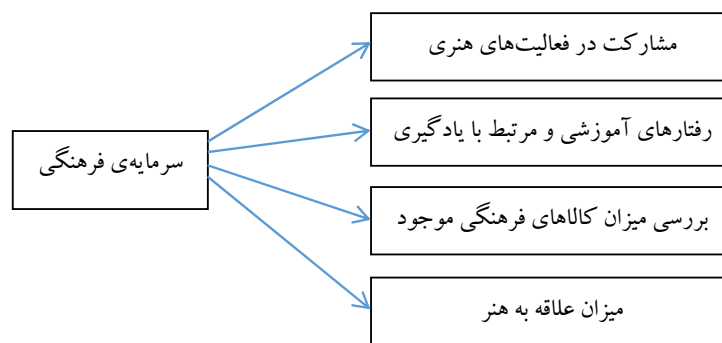 مشارکت در فعالیت‌های هنری
رفتارهای آموزشی و مرتبط با یادگیری
سرمایه‌ی فرهنگی
بررسی میزان کالاهای فرهنگی موجود
میزان علاقه به هنر